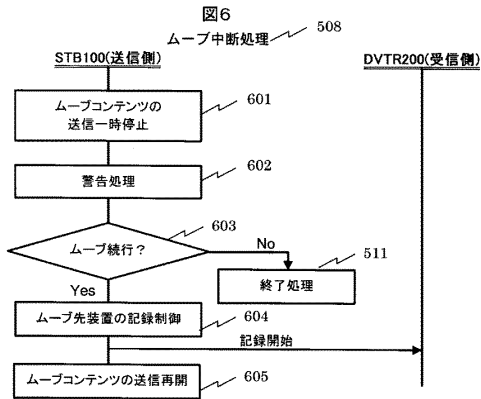 図6
ムーブ中断処理 508
STB100(送信側)
DVTR200(受信側)
ムーブコンテンツの
送信一時停止
601
警告処理
602
ムーブ続行？
603
No
511
終了処理
Yes
ムーブ先装置の記録制御
604
記録開始
ムーブコンテンツの送信再開
605